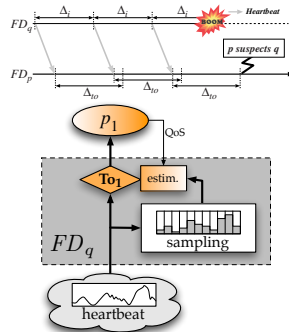 Δi Δi Δi
Heartbeat
FDq
BOOM
p suspects q
FDp
Δto Δto Δto
p1
QoS
To1
estim.
FDq
sampling
heartbeat